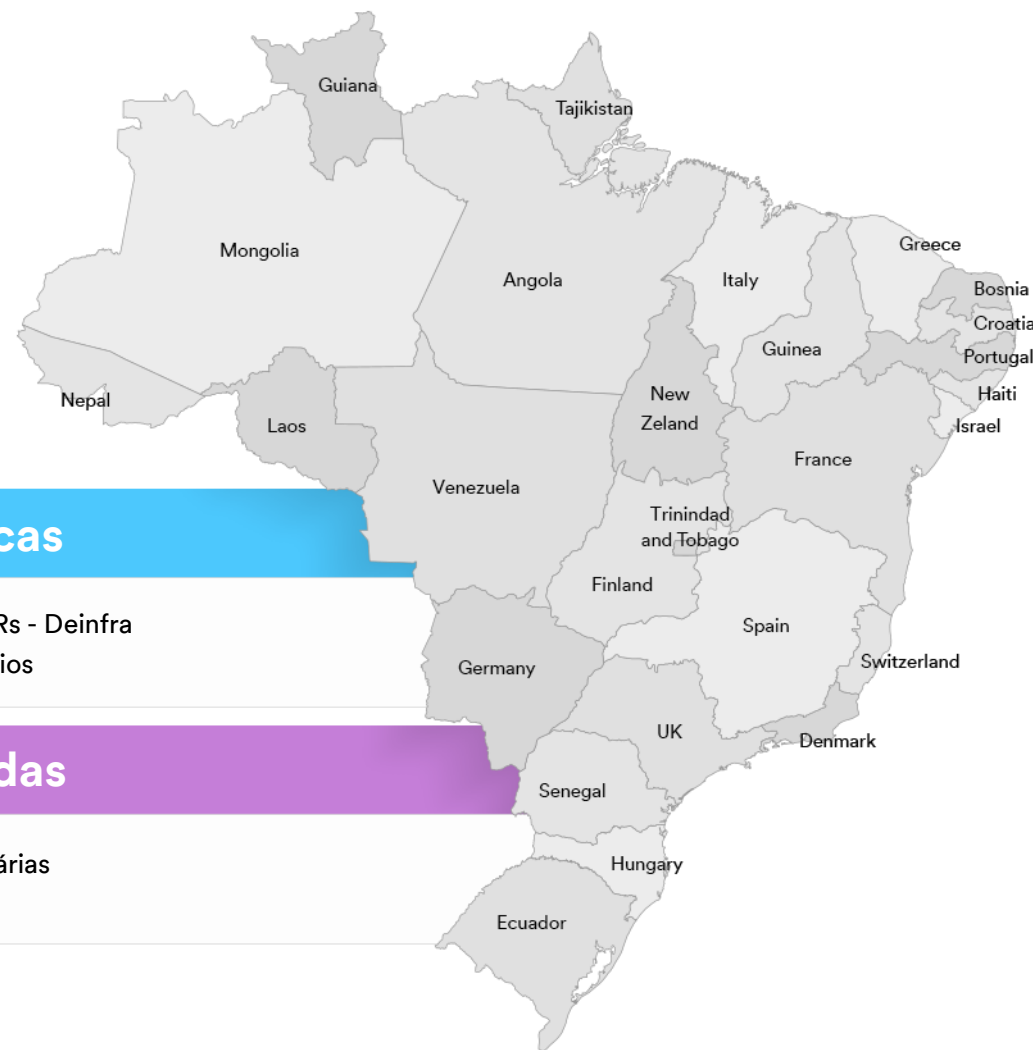 Guiana
Tajikistan
Mongolia
Angola
Italy
Greece
Bosnia
Croatia
Portugal
Haiti
Israel
Guinea
Nepal
Laos
New
Zeland
France
Venezuela
Trinindad
and Tobago
Finland
Spain
Switzerland
Germany
UK
Denmark
Senegal
Hungary
Ecuador
cas
Rs - Deinfra
ios
das
árias